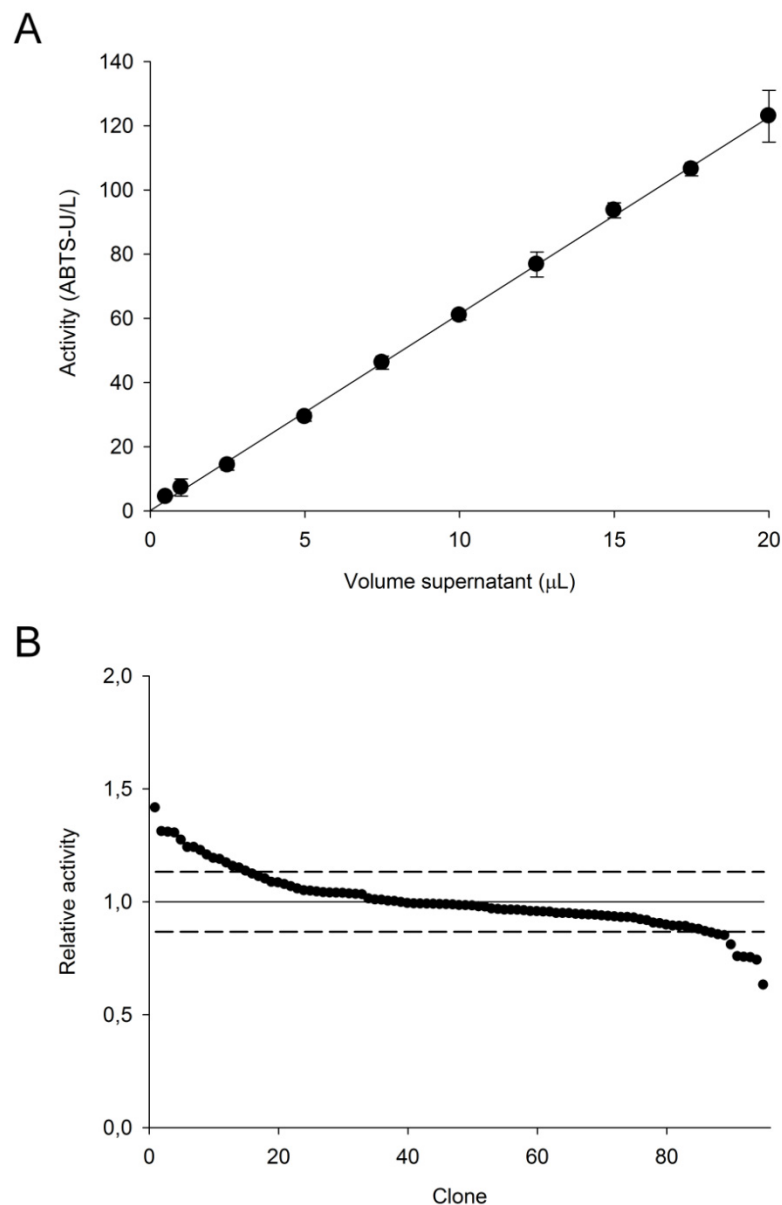 A
140
120
100
80
60
40
20
0
Activity (ABTS-U/L)
0 5 10 15 20
Volume supernatant (μL)
B
2,0
1,5
1,0
0,5
0,0
Relative activity
0 20 40 60 80
Clone